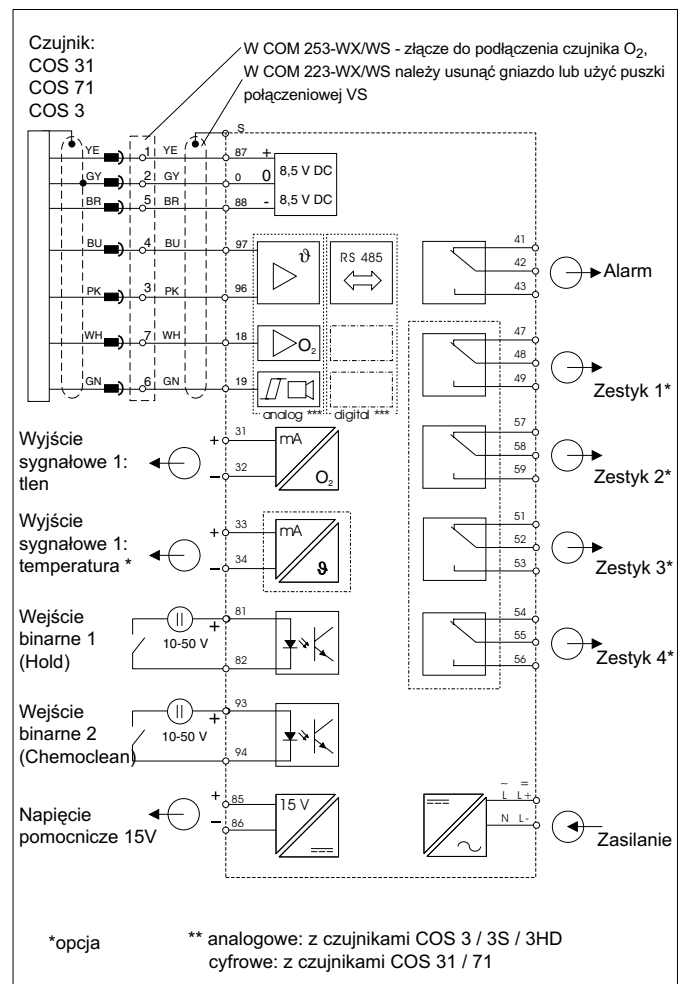 Czujnik:
COS 31
COS 71
COS 3
W COM 253-WX/WS - złącze do podłączenia czujnika O₂,
W COM 223-WX/WS należy usunąć gniazdo lub użyć puszki
połączeniowej VS
S
YE 1 YE 87 +
8,5 V DC
GY 2 GY 0 0
BR 5 BR 88 -
8,5 V DC
BU 4 BU 97
ϑ
RS 485
PK 3 PK 96
WH 7 WH 18
O₂
GN 6 GN 19
analog *** digital ***
41
42
43
Alarm
47
48
49
Zestyk 1*
57
58
59
Zestyk 2*
51
52
53
Zestyk 3*
54
55
56
Zestyk 4*
Wyjście
sygnałowe 1:
tlen
+ 31
− 32
mA
O₂
Wyjście
sygnałowe 1:
temperatura *
+ 33
− 34
mA
ϑ
Wejście
binarne 1
(Hold)
10-50 V
+ 81
82
Wejście
binarne 2
(Chemoclean)
10-50 V
+ 93
94
Napięcie
pomocnicze 15V
+ 85
− 86
15 V
~ =
L L+
N L-
Zasilanie
*opcja
** analogowe: z czujnikami COS 3 / 3S / 3HD
cyfrowe: z czujnikami COS 31 / 71